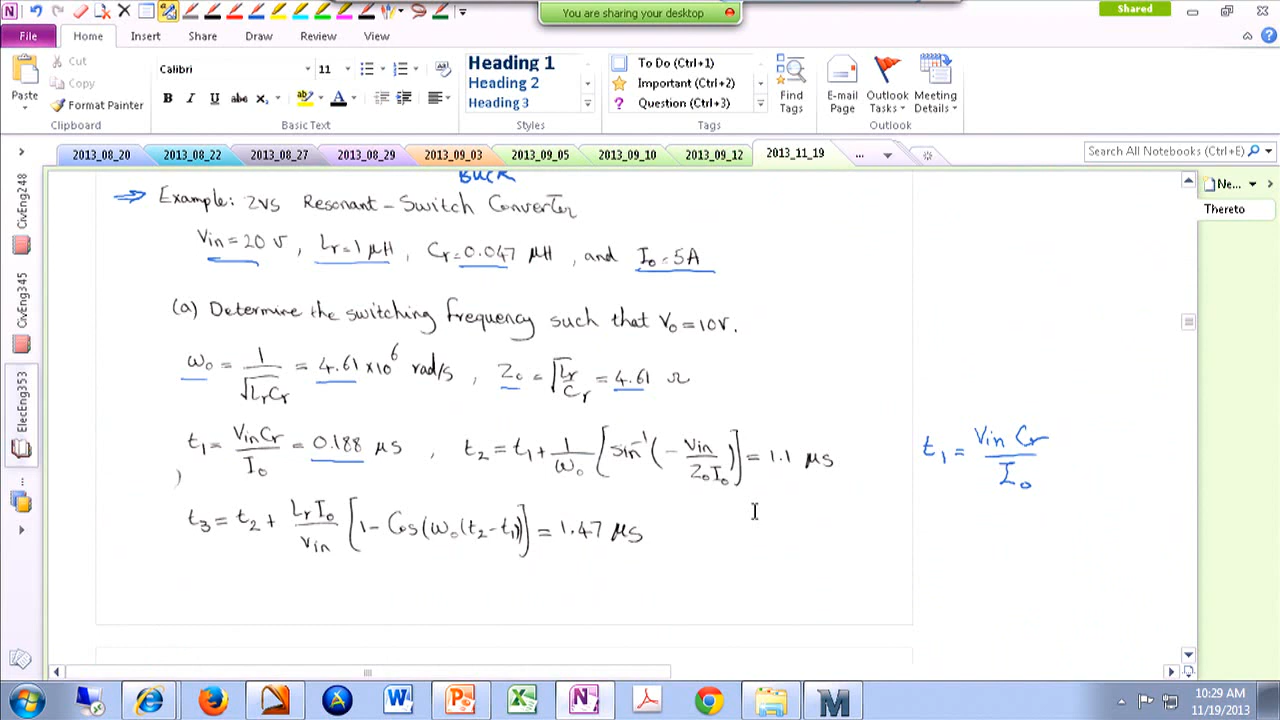 You are sharing your desktop
Shared
File Home Insert Share Draw Review View
Cut
Copy
Format Painter
Paste
Clipboard
Calibri 11
B I U abc X₂ A
Basic Text
Heading 1
Heading 2
Heading 3
Styles
To Do (Ctrl+1)
Important (Ctrl+2)
Question (Ctrl+3)
Find Tags
Tags
E-mail Page
Outlook Tasks
Meeting Details
Outlook
2013_08_20 2013_08_22 2013_08_27 2013_08_29 2013_09_03 2013_09_05 2013_09_10 2013_09_12 2013_11_19 ...
Search All Notebooks (Ctrl+E)
Ne...
Thereto
CivEng248
CivEng345
ElecEng353
Buck
⇒ Example: ZVS Resonant-Switch Converter
Vin = 20 V, Lr = 1 μH, Cr = 0.047 μH, and Io = 5A
(a) Determine the switching frequency such that Vo = 10V.
ω₀ = 1/√(LrCr) = 4.61 × 10⁶ rad/s, Z₀ = √(Lr/Cr) = 4.61 Ω
t₁ = VinCr/Io = 0.188 μs, t₂ = t₁ + 1/ω₀ [sin⁻¹(- Vin/(Z₀Io))] = 1.1 μs
t₁ = Vin Cr/Io
t₃ = t₂ + LrIo/Vin [1 - Cos(ω₀(t₂-t₁))] = 1.47 μs
10:29 AM
11/19/2013